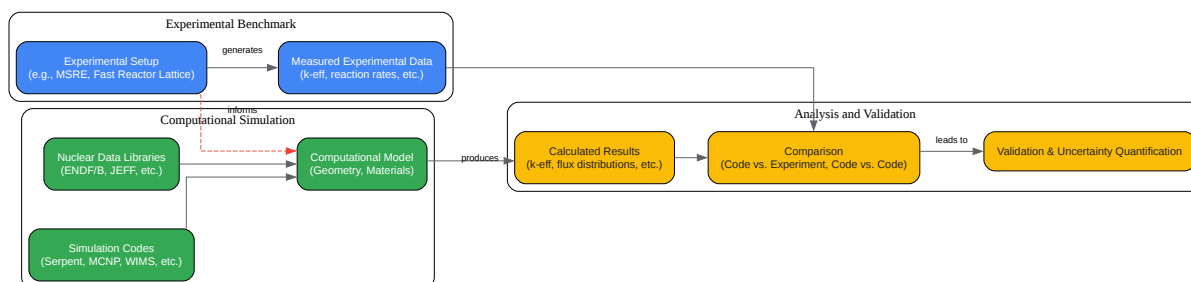 Experimental Benchmark
Experimental Setup
(e.g., MSRE, Fast Reactor Lattice)
generates
Measured Experimental Data
(k-eff, reaction rates, etc.)
informs
Computational Simulation
Nuclear Data Libraries
(ENDF/B, JEFF, etc.)
Computational Model
(Geometry, Materials)
Simulation Codes
(Serpent, MCNP, WIMS, etc.)
produces
Analysis and Validation
Calculated Results
(k-eff, flux distributions, etc.)
Comparison
(Code vs. Experiment, Code vs. Code)
leads to
Validation & Uncertainty Quantification